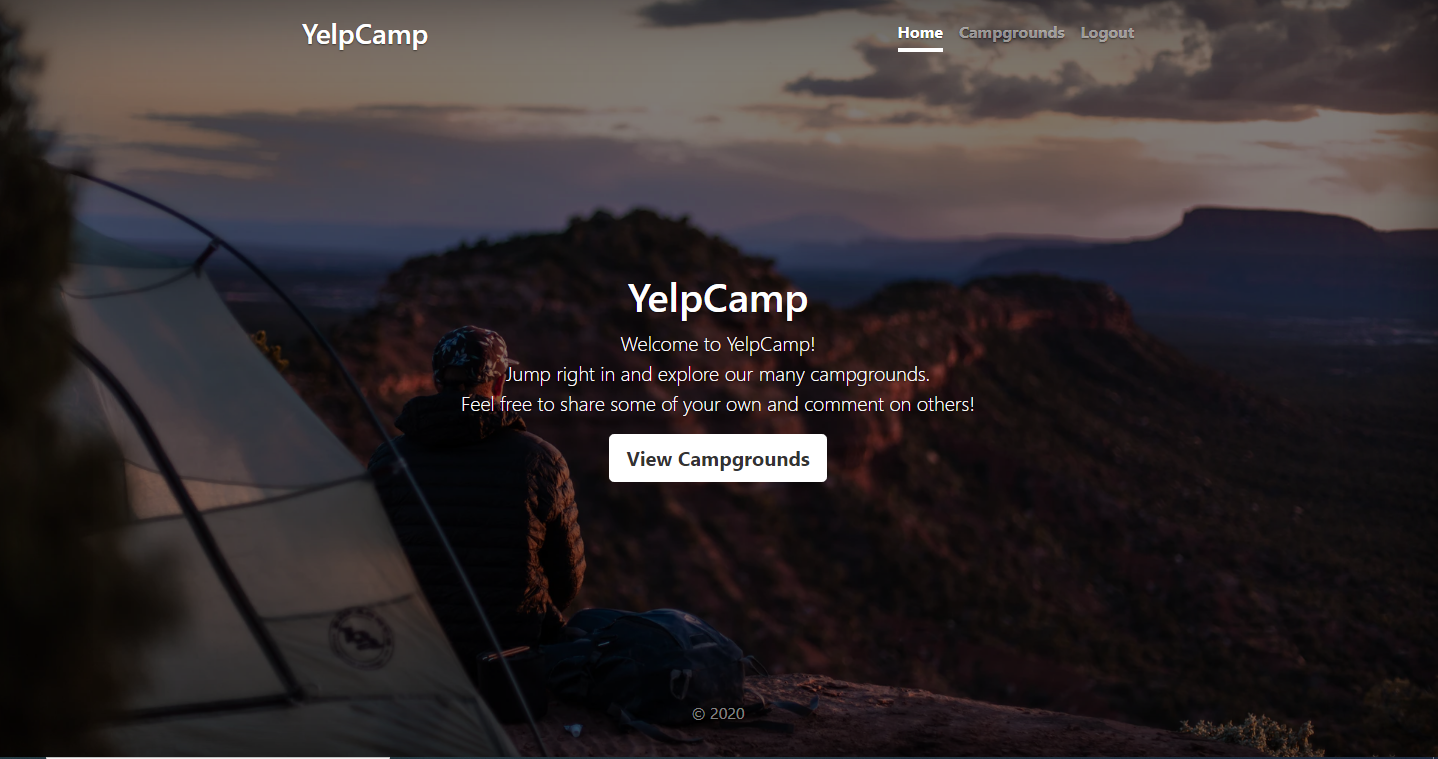 YelpCamp
Home Campgrounds Logout
YelpCamp
Welcome to YelpCamp!
Jump right in and explore our many campgrounds.
Feel free to share some of your own and comment on others!
View Campgrounds
© 2020